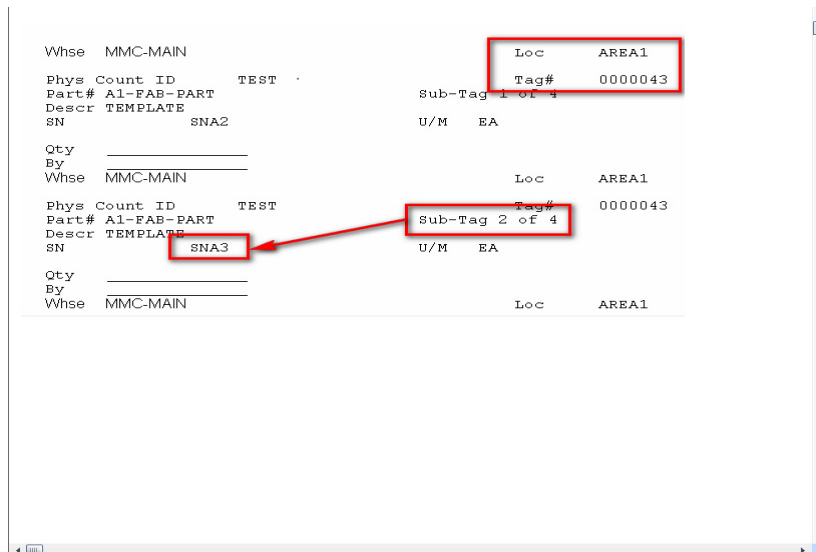 Whse MMC-MAIN Loc AREA1
Phys Count ID TEST Tag# 0000043
Part# A1-FAB-PART Sub-Tag 1 of 4
Descr TEMPLATE
SN SNA2 U/M EA
Qty
By
Whse MMC-MAIN Loc AREA1
Phys Count ID TEST Tag# 0000043
Part# A1-FAB-PART Sub-Tag 2 of 4
Descr TEMPLATE
SN SNA3 U/M EA
Qty
By
Whse MMC-MAIN Loc AREA1